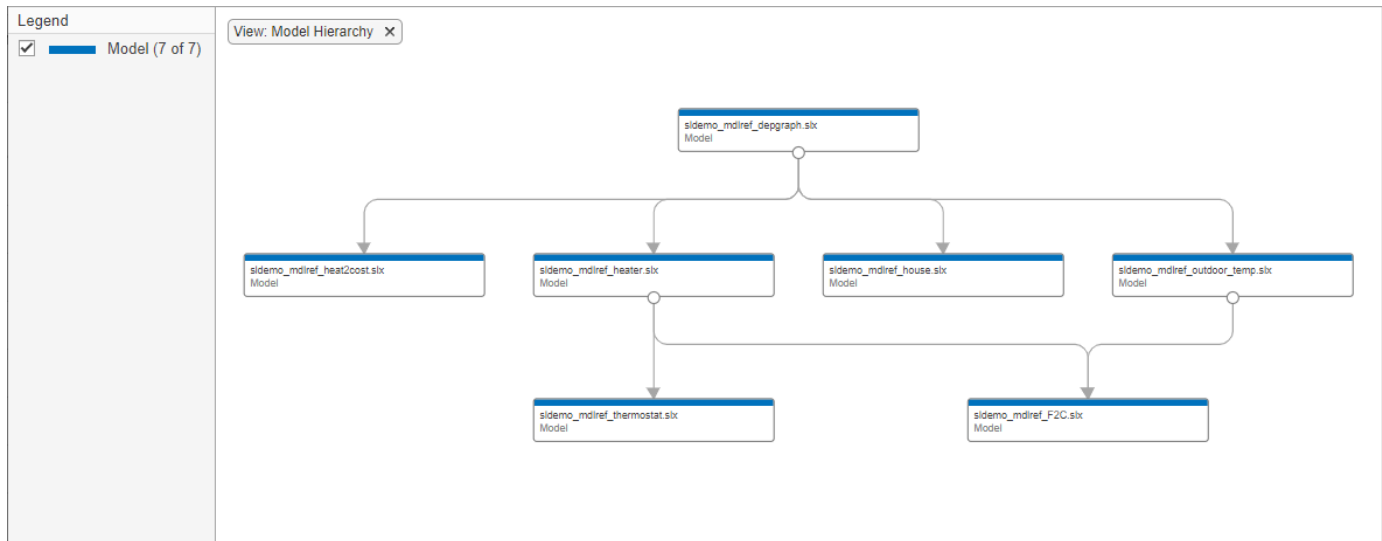 Legend
Model (7 of 7)
View: Model Hierarchy ×
sldemo_mdlref_depgraph.slx
Model
sldemo_mdlref_heat2cost.slx
Model
sldemo_mdlref_heater.slx
Model
sldemo_mdlref_house.slx
Model
sldemo_mdlref_outdoor_temp.slx
Model
sldemo_mdlref_thermostat.slx
Model
sldemo_mdlref_F2C.slx
Model